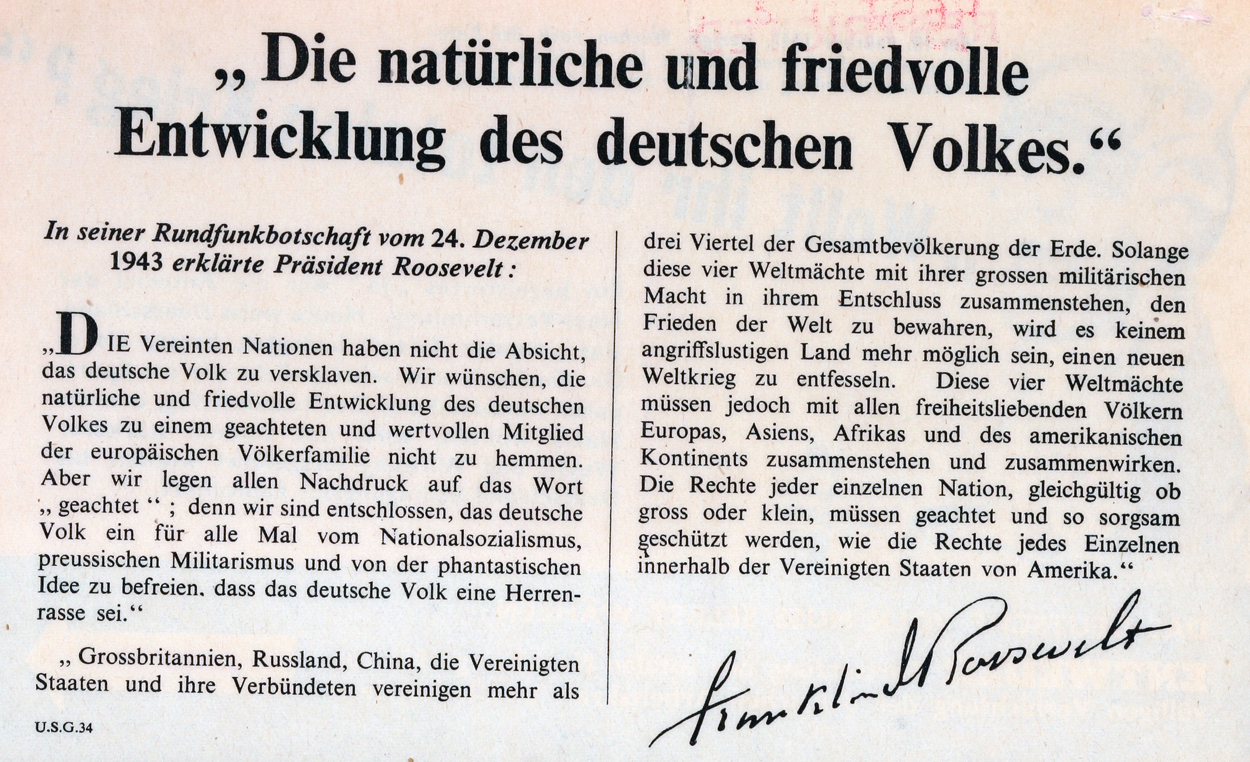 „ Die natürliche und friedvolle
Entwicklung des deutschen Volkes.“
In seiner Rundfunkbotschaft vom 24. Dezember
1943 erklärte Präsident Roosevelt :
„DIE Vereinten Nationen haben nicht die Absicht,
das deutsche Volk zu versklaven. Wir wünschen, die
natürliche und friedvolle Entwicklung des deutschen
Volkes zu einem geachteten und wertvollen Mitglied
der europäischen Völkerfamilie nicht zu hemmen.
Aber wir legen allen Nachdruck auf das Wort
„ geachtet “ ; denn wir sind entschlossen, das deutsche
Volk ein für alle Mal vom Nationalsozialismus,
preussischen Militarismus und von der phantastischen
Idee zu befreien. dass das deutsche Volk eine Herren-
rasse sei.“
„ Grossbritannien, Russland, China, die Vereinigten
Staaten und ihre Verbündeten vereinigen mehr als
U.S.G.34
drei Viertel der Gesamtbevölkerung der Erde. Solange
diese vier Weltmächte mit ihrer grossen militärischen
Macht in ihrem Entschluss zusammenstehen, den
Frieden der Welt zu bewahren, wird es keinem
angriffslustigen Land mehr möglich sein, einen neuen
Weltkrieg zu entfesseln. Diese vier Weltmächte
müssen jedoch mit allen freiheitsliebenden Völkern
Europas, Asiens, Afrikas und des amerikanischen
Kontinents zusammenstehen und zusammenwirken.
Die Rechte jeder einzelnen Nation, gleichgültig ob
gross oder klein, müssen geachtet und so sorgsam
geschützt werden, wie die Rechte jedes Einzelnen
innerhalb der Vereinigten Staaten von Amerika.“
Franklin D Roosevelt